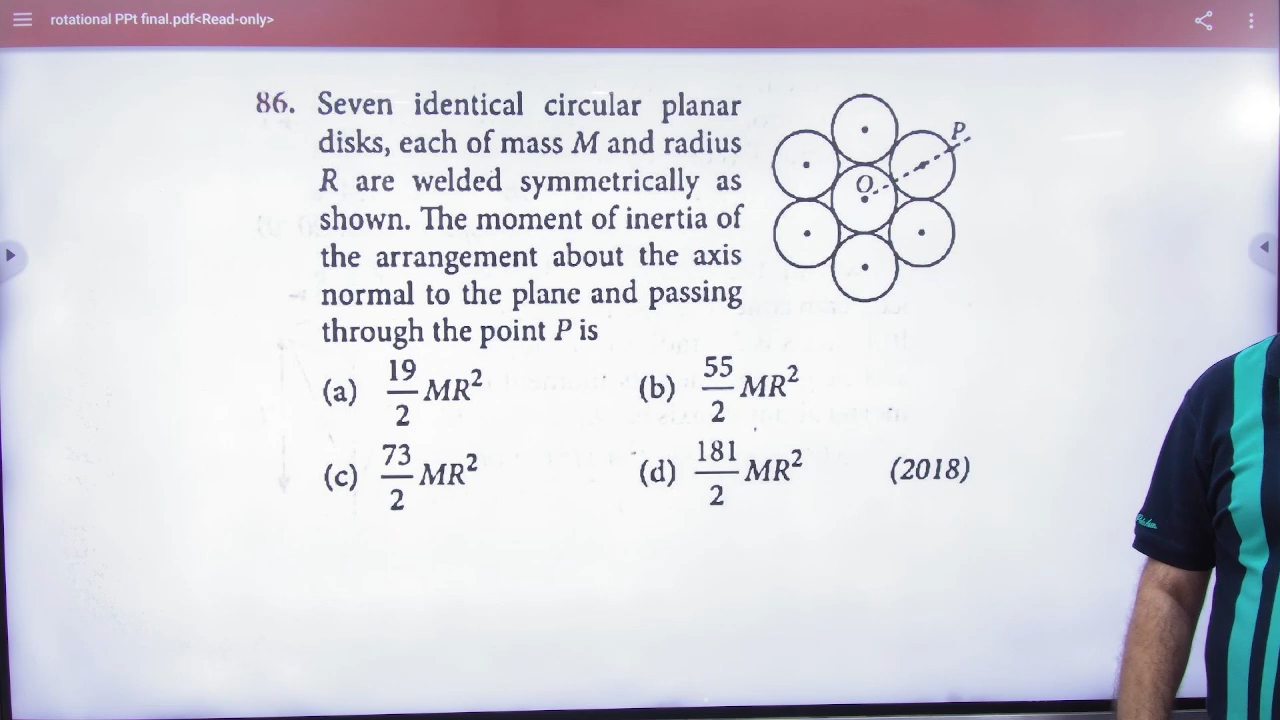 rotational PPt final.pdf<Read-only>
86. Seven identical circular planar
disks, each of mass M and radius
R are welded symmetrically as
shown. The moment of inertia of
the arrangement about the axis
normal to the plane and passing
through the point P is
P
O
(a) 19/2 MR² (b) 55/2 MR²
(c) 73/2 MR² (d) 181/2 MR² (2018)